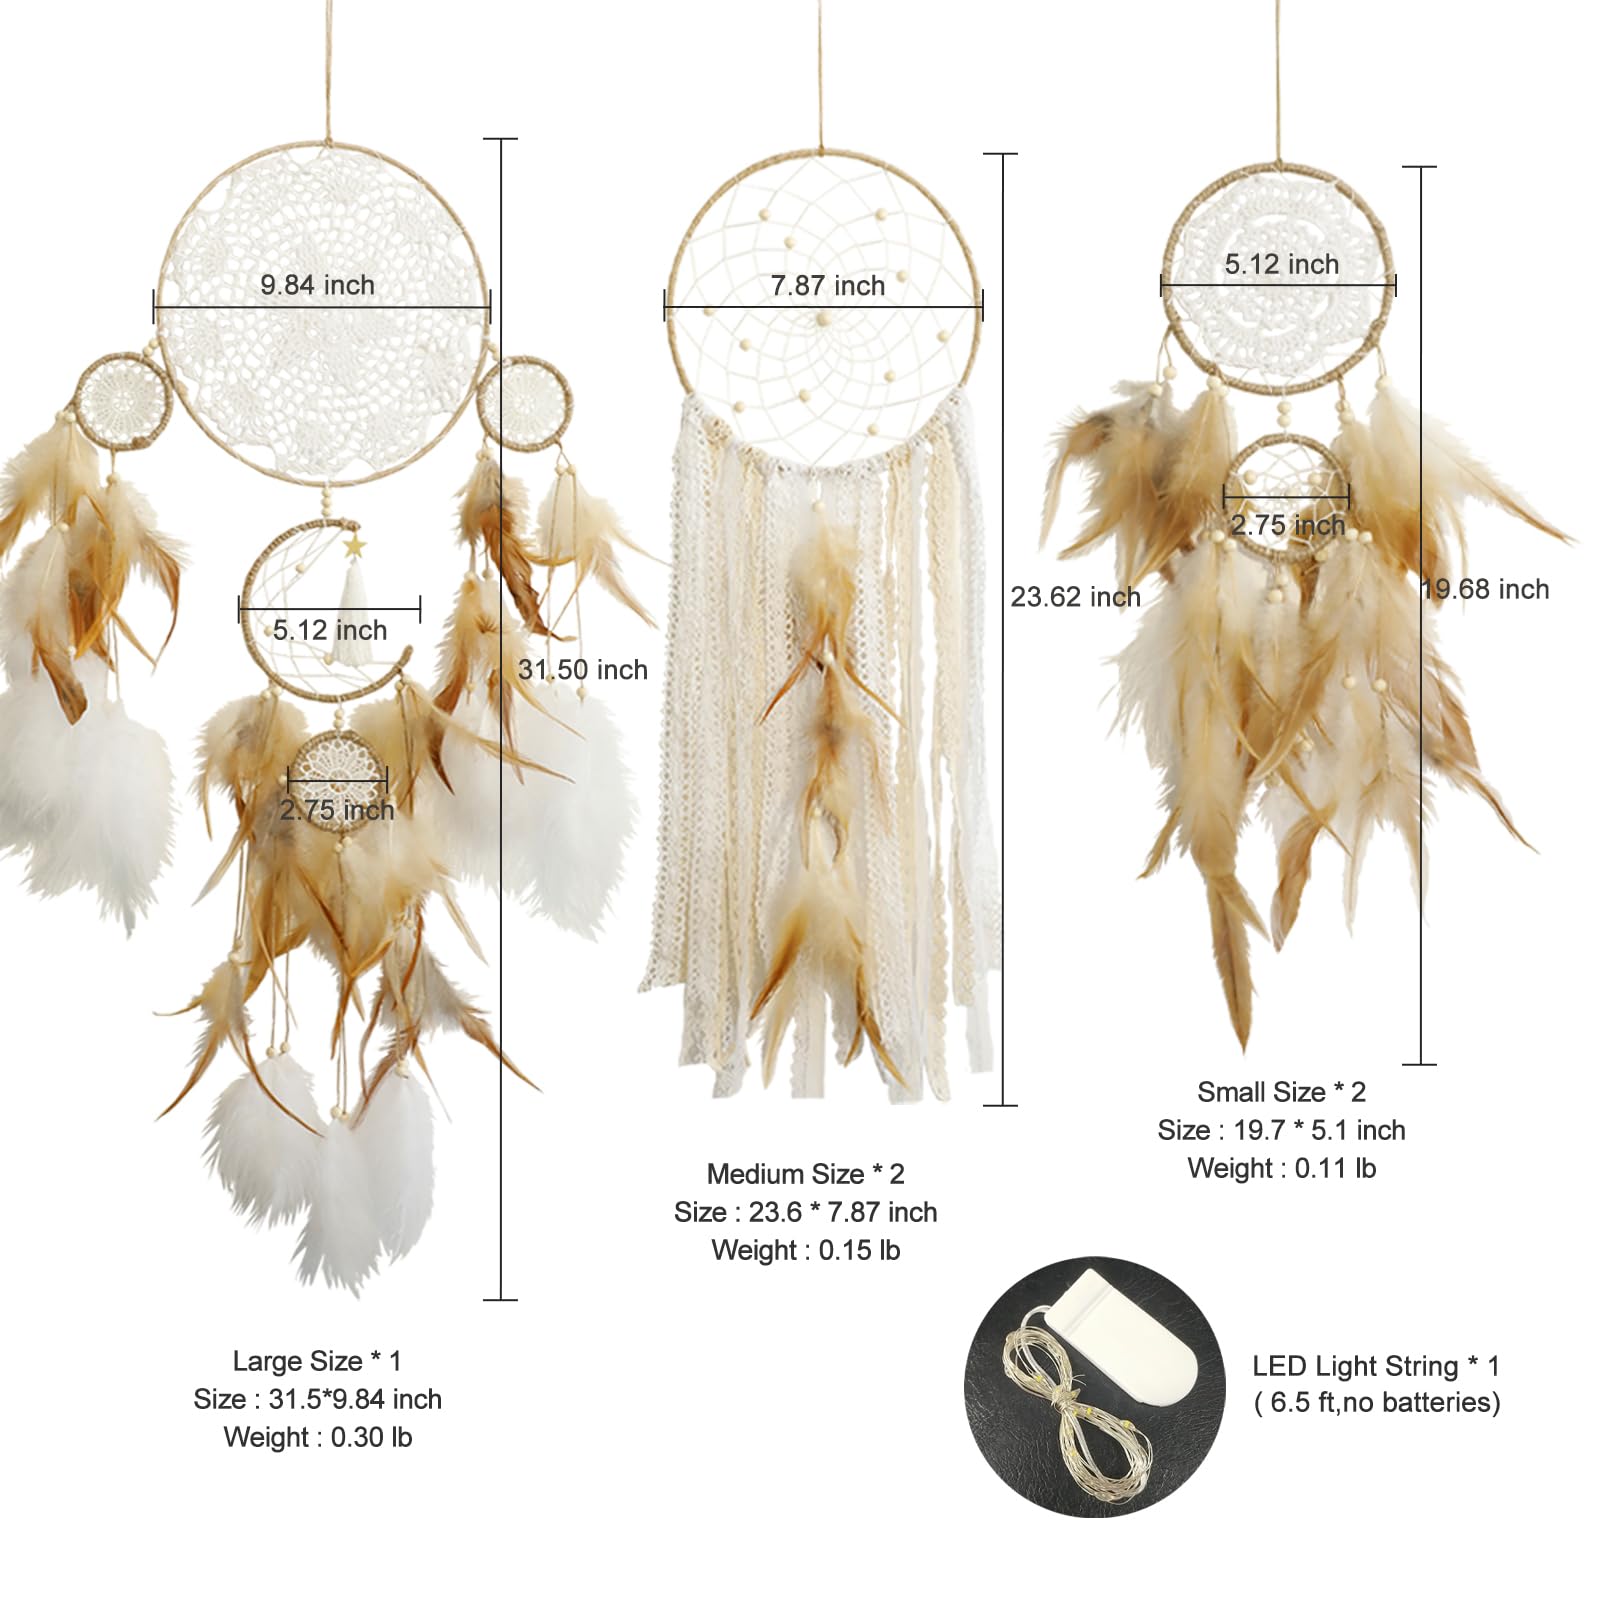 9.84 inch
5.12 inch
2.75 inch
31.50 inch
Large Size * 1
Size : 31.5*9.84 inch
Weight : 0.30 lb
7.87 inch
23.62 inch
Medium Size * 2
Size : 23.6 * 7.87 inch
Weight : 0.15 lb
5.12 inch
2.75 inch
19.68 inch
Small Size * 2
Size : 19.7 * 5.1 inch
Weight : 0.11 lb
LED Light String * 1
( 6.5 ft,no batteries)